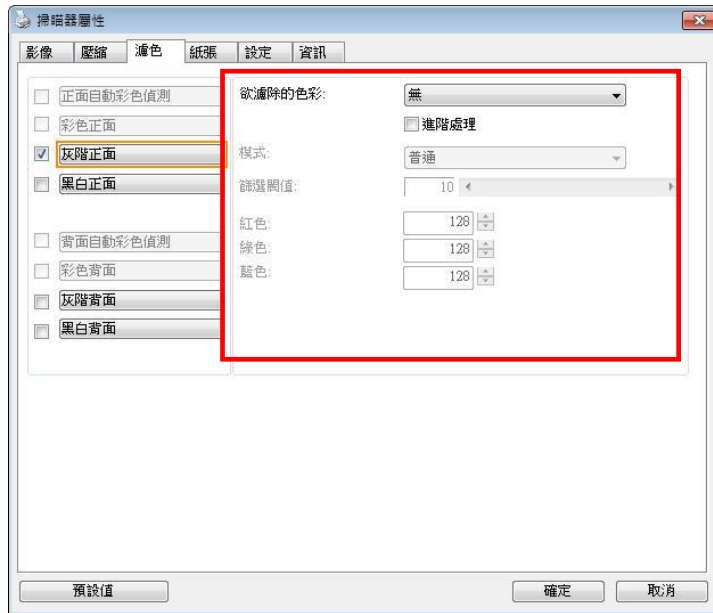 掃瞄器屬性
影像 壓縮 濾色 紙張 設定 資訊
正面自動彩色偵測
彩色正面
灰階正面
黑白正面
背面自動彩色偵測
彩色背面
灰階背面
黑白背面
欲濾除的色彩: 無
進階處理
模式: 普通
篩選閥值: 10
紅色: 128
綠色: 128
藍色: 128
預設值 確定 取消